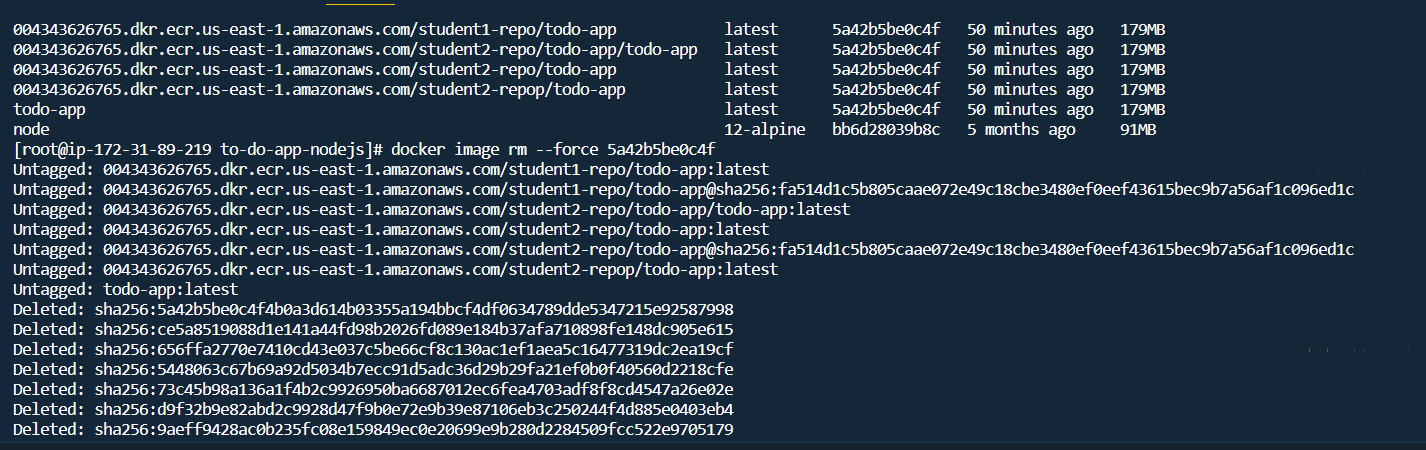 004343626765.dkr.ecr.us-east-1.amazonaws.com/student1-repo/todo-app latest 5a42b5be0c4f 50 minutes ago 179MB
004343626765.dkr.ecr.us-east-1.amazonaws.com/student2-repo/todo-app/todo-app latest 5a42b5be0c4f 50 minutes ago 179MB
004343626765.dkr.ecr.us-east-1.amazonaws.com/student2-repo/todo-app latest 5a42b5be0c4f 50 minutes ago 179MB
004343626765.dkr.ecr.us-east-1.amazonaws.com/student2-repop/todo-app latest 5a42b5be0c4f 50 minutes ago 179MB
todo-app latest 5a42b5be0c4f 50 minutes ago 179MB
node 12-alpine bb6d28039b8c 5 months ago 91MB
[root@ip-172-31-89-219 to-do-app-nodejs]# docker image rm --force 5a42b5be0c4f
Untagged: 004343626765.dkr.ecr.us-east-1.amazonaws.com/student1-repo/todo-app:latest
Untagged: 004343626765.dkr.ecr.us-east-1.amazonaws.com/student1-repo/todo-app@sha256:fa514d1c5b805caae072e49c18cbe3480ef0eef43615bec9b7a56af1c096ed1c
Untagged: 004343626765.dkr.ecr.us-east-1.amazonaws.com/student2-repo/todo-app/todo-app:latest
Untagged: 004343626765.dkr.ecr.us-east-1.amazonaws.com/student2-repo/todo-app:latest
Untagged: 004343626765.dkr.ecr.us-east-1.amazonaws.com/student2-repo/todo-app@sha256:fa514d1c5b805caae072e49c18cbe3480ef0eef43615bec9b7a56af1c096ed1c
Untagged: 004343626765.dkr.ecr.us-east-1.amazonaws.com/student2-repop/todo-app:latest
Untagged: todo-app:latest
Deleted: sha256:5a42b5be0c4f4b0a3d614b03355a194bbcf4df0634789dde5347215e92587998
Deleted: sha256:ce5a8519088d1e141a44fd98b2026fd089e184b37afa710898fe148dc905e615
Deleted: sha256:656ffa2770e7410cd43e037c5be66cf8c130ac1ef1aea5c16477319dc2ea19cf
Deleted: sha256:5448063c67b69a92d5034b7ecc91d5adc36d29b29fa21ef0b0f40560d2218cfe
Deleted: sha256:73c45b98a136a1f4b2c9926950ba6687012ec6fea4703adf8f8cd4547a26e02e
Deleted: sha256:d9f32b9e82abd2c9928d47f9b0e72e9b39e87106eb3c250244f4d885e0403eb4
Deleted: sha256:9aeff9428ac0b235fc08e159849ec0e20699e9b280d2284509fcc522e9705179